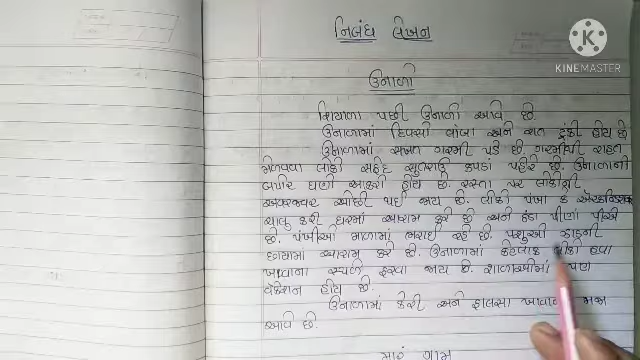 નિબંધ લેખન
K
KINEMASTER
ઉનાળો
શિયાળા પછી ઉનાળો આવે છે.
ઉનાળામાં દિવસો લાંબા અને રાત ટૂંકી હોય છે
ઉનાળામાં સખત ગરમી પડે છે ગરમીથી રાહત
મેળવવા લોકો સફેદ સુતરાઉ કપડાં પહેરે છે. ઉનાળાની
બપોર ઘણી આકરી હોય છે. રસ્તા પર લોકોની
અવરજવર ઓછી થઈ જાય છે. લોકો પંખા કે
ચાલુ કરી ઘરમાં આરામ કરે છે અને ઠંડા પીણાં પીએ
છે. પંખીઓ માળામાં ભરાઈ રહે છે. પશુઓ ઝાડની
છાયામાં આરામ કરે છે. ઉનાળામાં કેટલાક લોકો હવા
ખાવાના સ્થળે ફરવા જાય છે. શાળાઓમાં પણ
વેકેશન હોય છે.
ઉનાળામાં કેરી અને ફાલસા ખાવાની મજા
આવે છે.
મારું ગામ